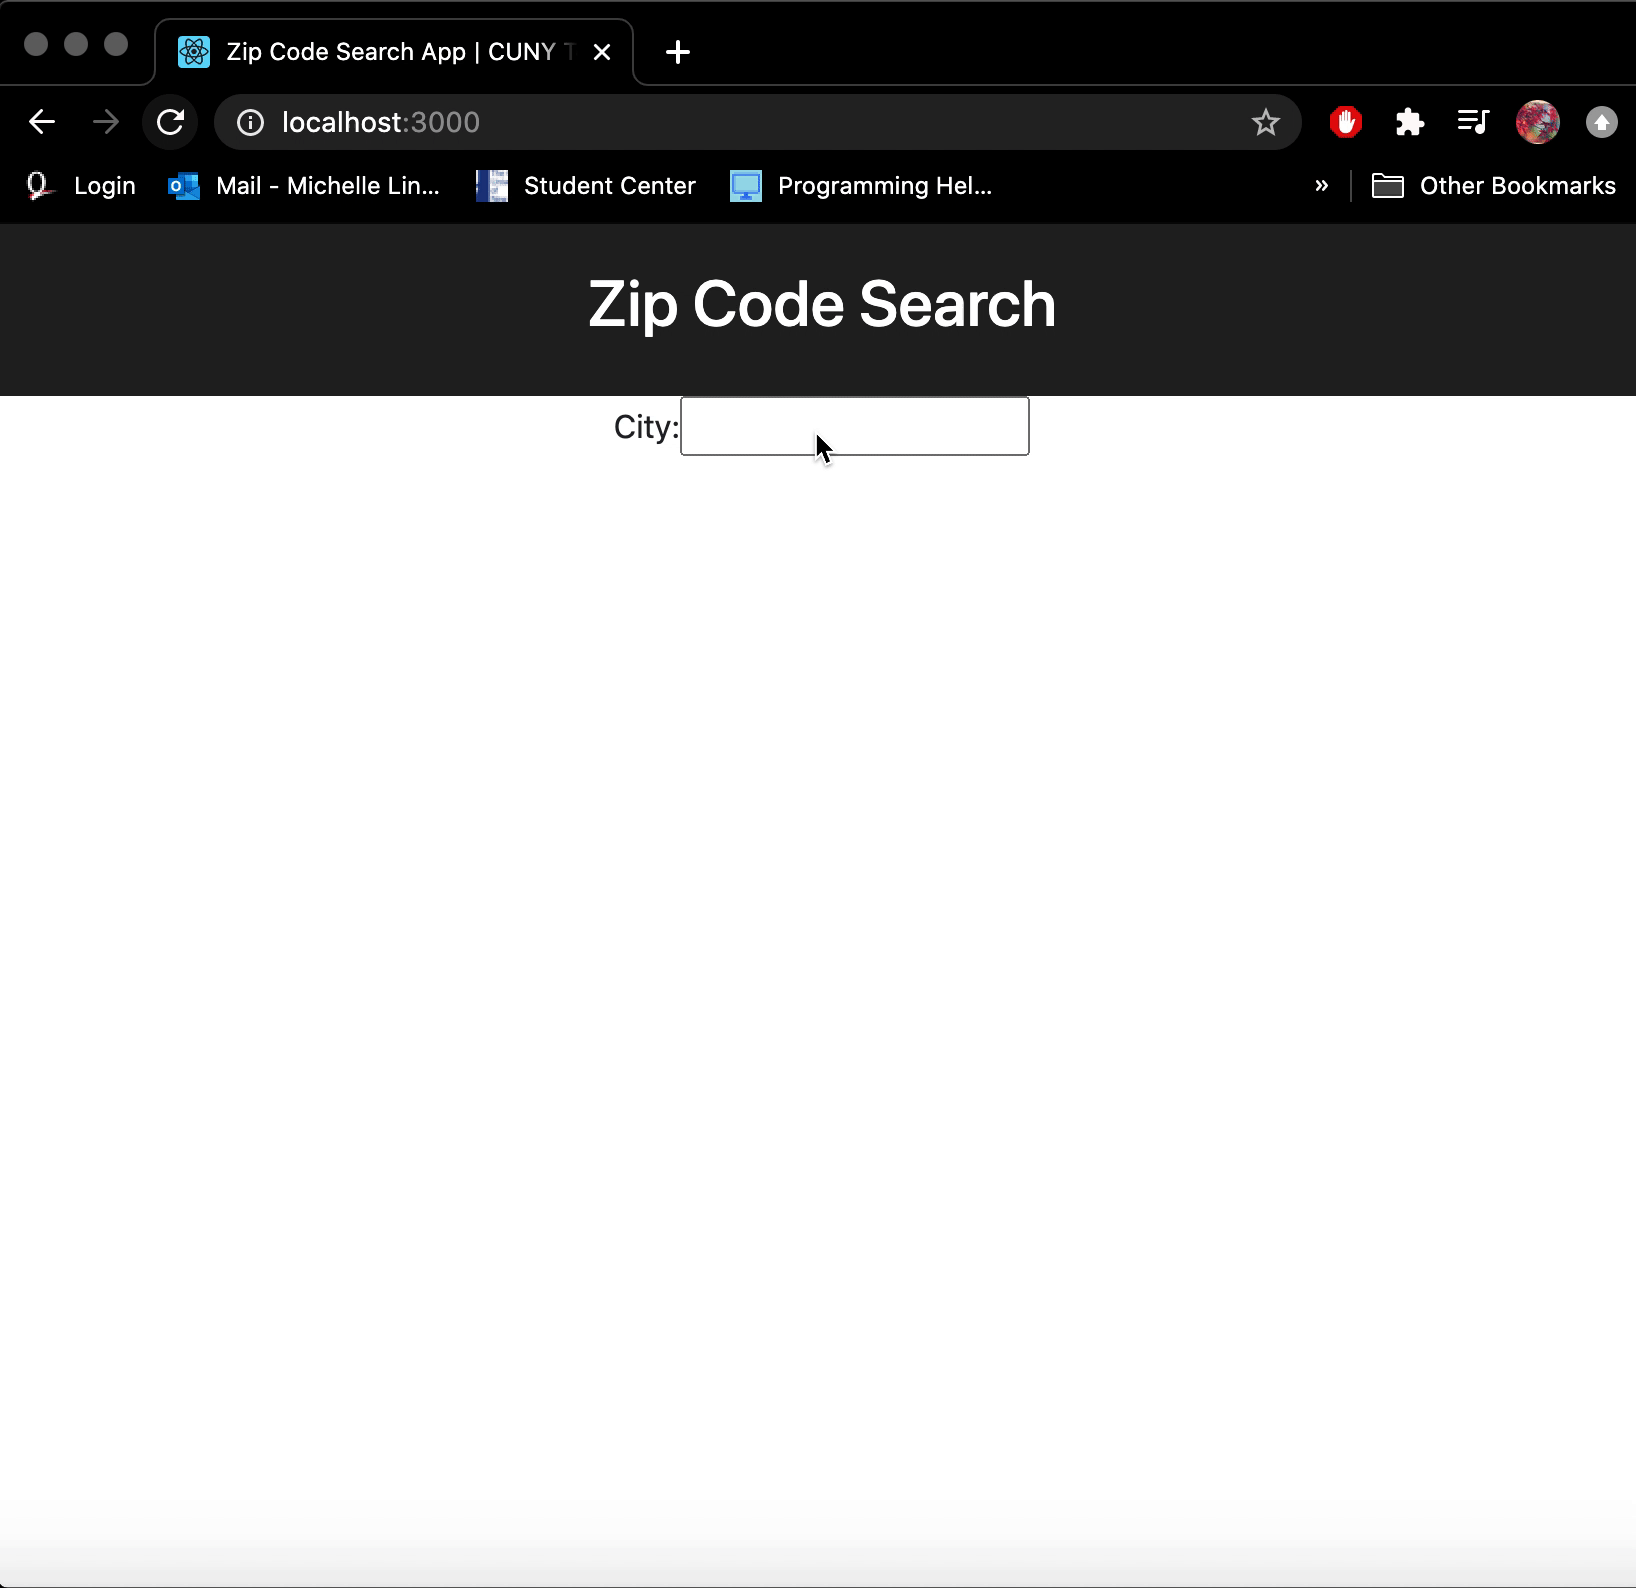 Zip Code Search App | CUNY T
localhost:3000
Login Mail - Michelle Lin... Student Center Programming Hel... » Other Bookmarks
Zip Code Search
City: